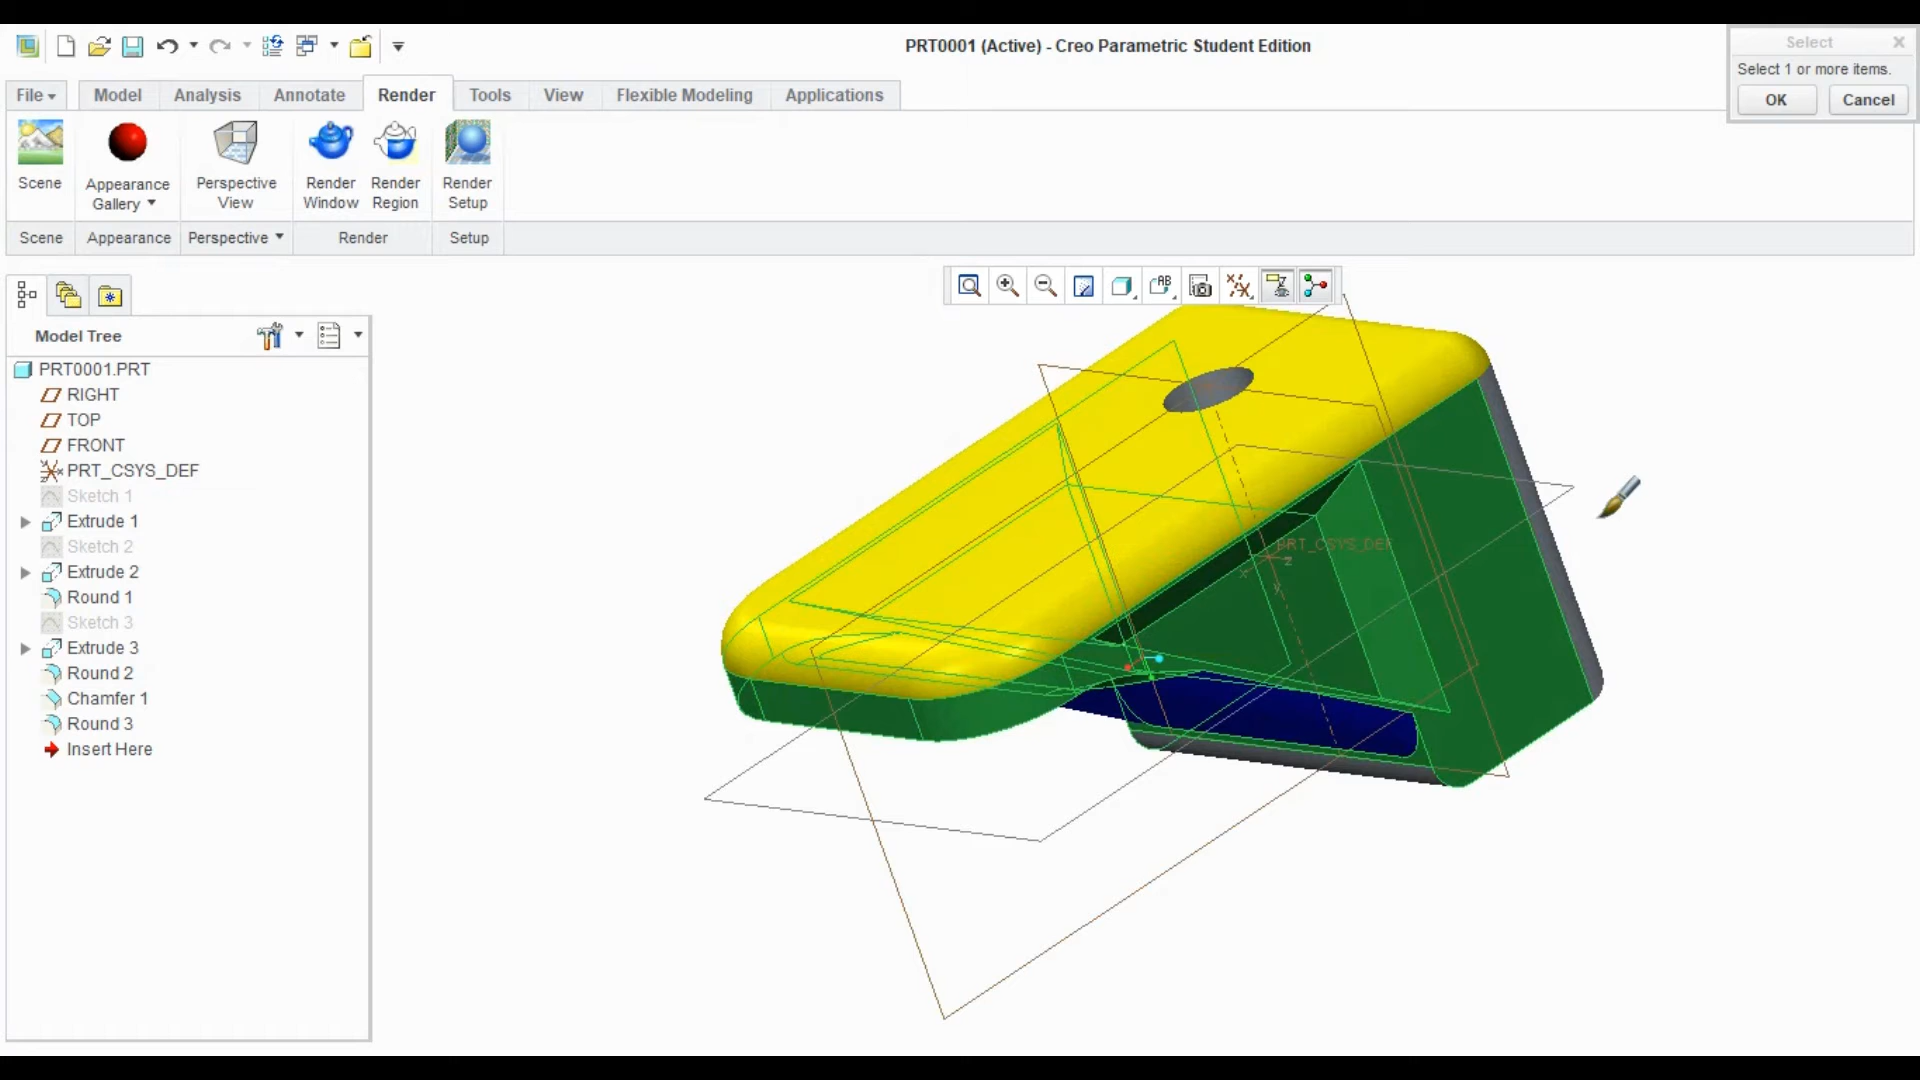 PRT0001 (Active) - Creo Parametric Student Edition
Select
Select 1 or more items.
OK Cancel
File Model Analysis Annotate Render Tools View Flexible Modeling Applications
Scene
Appearance
Gallery
Perspective
View
Render
Window
Render
Region
Render
Setup
Scene Appearance Perspective Render Setup
Model Tree
PRT0001.PRT
RIGHT
TOP
FRONT
PRT_CSYS_DEF
Sketch 1
Extrude 1
Sketch 2
Extrude 2
Round 1
Sketch 3
Extrude 3
Round 2
Chamfer 1
Round 3
Insert Here
PRT_CSYS_DEF
X
Y
Z